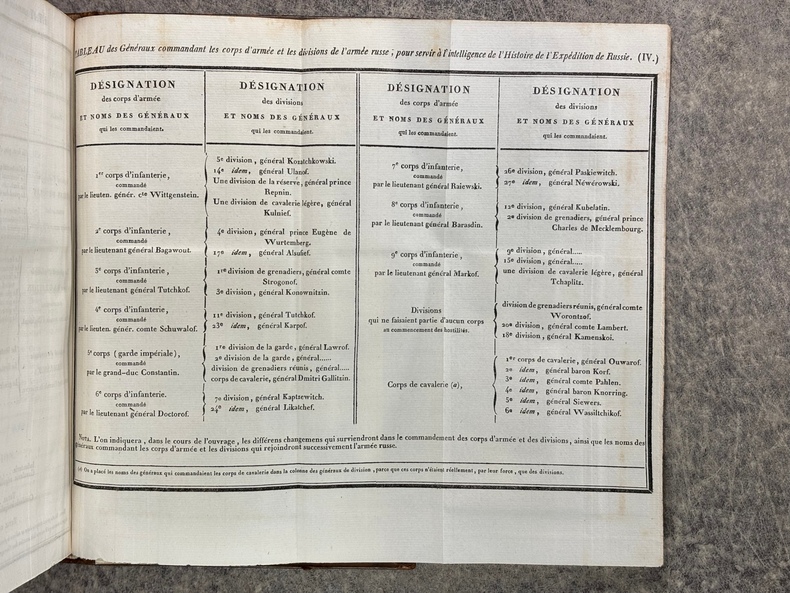 TABLEAU des Généraux commandant les corps d'armée et les divisions de l'armée russe; pour servir à l'intelligence de l'Histoire de l'Expédition de Russie. (IV.)
DÉSIGNATION
des corps d'armée
ET NOMS DES GÉNÉRAUX
qui les commandaient.
DÉSIGNATION
des divisions
ET NOMS DES GÉNÉRAUX
qui les commandaient.
1er corps d'infanterie,
commandé
par le lieuten. génér. cte Wittgenstein.
5e division, général Kozatchkowski.
14e idem, général Ulanof.
Une division de la réserve, général prince
Repnin.
Une division de cavalerie légère, général
Kulnief.
2e corps d'infanterie,
commandé
par le lieutenant général Bagawout.
4e division, général prince Eugène de
Wurtemberg.
17e idem, général Alsufief.
3e corps d'infanterie,
commandé
par le lieutenant général Tutchkof.
1re division de grenadiers, général comte
Strogonof.
3e division, général Konownitzin.
4e corps d'infanterie,
commandé
par le lieuten. génér. comte Schuwalof.
11e division, général Tutchkof.
23e idem, général Karpof.
5e corps (garde impériale),
commandé
par le grand-duc Constantin.
1re division de la garde, général Lawrof.
2e division de la garde, général.....
division de grenadiers réunis, général.....
corps de cavalerie, général Dmitri Gallitzin.
6e corps d'infanterie.
commandé
par le lieutenant général Doctorof.
7e division, général Kaptzewitch.
24e idem, général Likatchef.
DÉSIGNATION
des corps d'armée
ET NOMS DES GÉNÉRAUX
qui les commandaient.
DÉSIGNATION
des divisions
ET NOMS DES GÉNÉRAUX
qui les commandaient.
7e corps d'infanterie,
commandé
par le lieutenant général Raiewski.
26e division, général Paskiewitch.
27e idem, général Néwérowski.
8e corps d'infanterie,
commandé
par le lieutenant général Barasdin.
12e division, général Kubelatin.
2e division de grenadiers, général prince
Charles de Mecklembourg.
9e corps d'infanterie,
commandé
par le lieutenant général Markof.
9e division, général.....
15e division, général.....
une division de cavalerie légère, général
Tchaplitz.
Divisions
qui ne faisaient partie d'aucun corps
au commencement des hostilités.
division de grenadiers réunis, général comte
Worontzof.
20e division, général comte Lambert.
18e idem, général Kamenskoi.
Corps de cavalerie (a),
1er corps de cavalerie, général Ouwarof.
2e idem, général baron Korf.
3e idem, général comte Pahlen.
4e idem, général baron Knorring.
5e idem, général Siewers.
6e idem, général Wassiltchikof.
Nota. L'on indiquera, dans le cours de l'ouvrage, les différens changemens qui surviendront dans le commandement des corps d'armée et des divisions, ainsi que les noms des
généraux commandant les corps d'armée et les divisions qui rejoindront successivement l'armée russe.
(a) On a placé les noms des généraux qui commandaient les corps de cavalerie dans la colonne des généraux de division, parce que ces corps n'étaient réellement, par leur force, que des divisions.